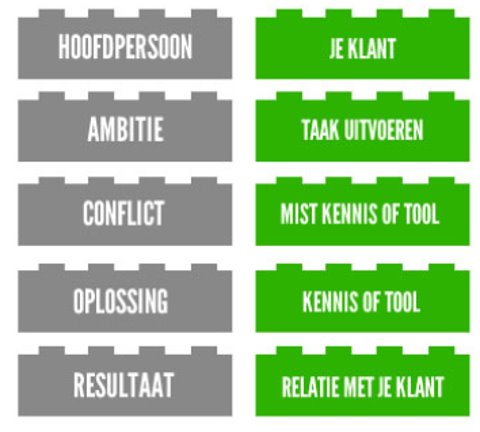 HOOFDPERSOON
JE KLANT
AMBITIE
TAAK UITVOEREN
CONFLICT
MIST KENNIS OF TOOL
OPLOSSING
KENNIS OF TOOL
RESULTAAT
RELATIE MET JE KLANT